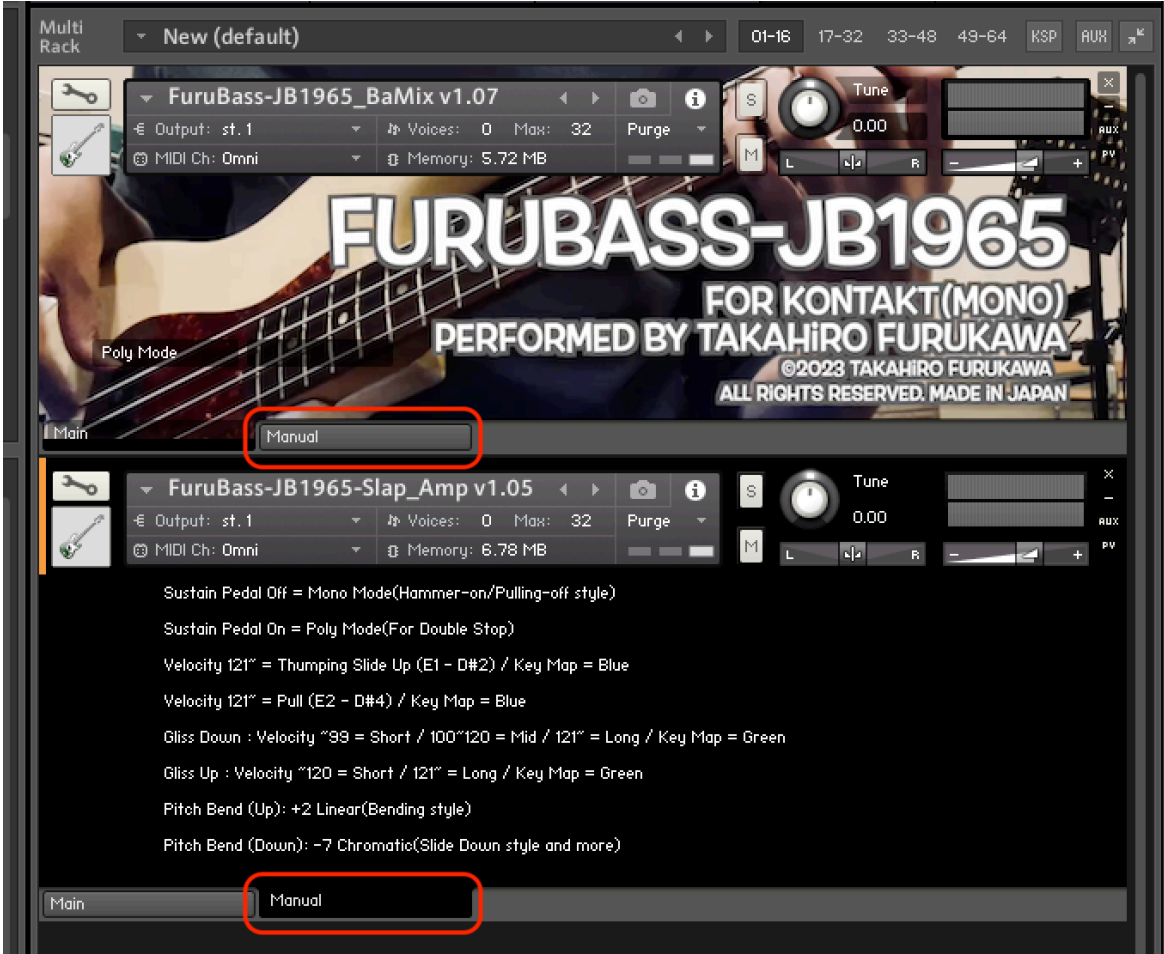 Multi
Rack
New (default)
01-16 17-32 33-48 49-64 KSP AUX
FuruBass-JB1965_BaMix v1.07
Output: st.1 Voices: 0 Max: 32 Purge
MIDI Ch: Omni Memory: 5.72 MB
S
M
Tune
0.00
L R
- +
×
-
AUX
PV
FURUBASS-JB1965
FOR KONTAKT(MONO)
PERFORMED BY TAKAHiRO FURUKAWA
©2023 TAKAHiRO FURUKAWA
ALL RIGHTS RESERVED. MADE iN JAPAN
Poly Mode
Main Manual
FuruBass-JB1965-Slap_Amp v1.05
Output: st.1 Voices: 0 Max: 32 Purge
MIDI Ch: Omni Memory: 6.78 MB
S
M
Tune
0.00
L R
- +
×
-
AUX
PV
Sustain Pedal Off = Mono Mode(Hammer-on/Pulling-off style)
Sustain Pedal On = Poly Mode(For Double Stop)
Velocity 121~ = Thumping Slide Up (E1 - D#2) / Key Map = Blue
Velocity 121~ = Pull (E2 - D#4) / Key Map = Blue
Gliss Down : Velocity ~99 = Short / 100~120 = Mid / 121~ = Long / Key Map = Green
Gliss Up : Velocity ~120 = Short / 121~ = Long / Key Map = Green
Pitch Bend (Up): +2 Linear(Bending style)
Pitch Bend (Down): -7 Chromatic(Slide Down style and more)
Main Manual